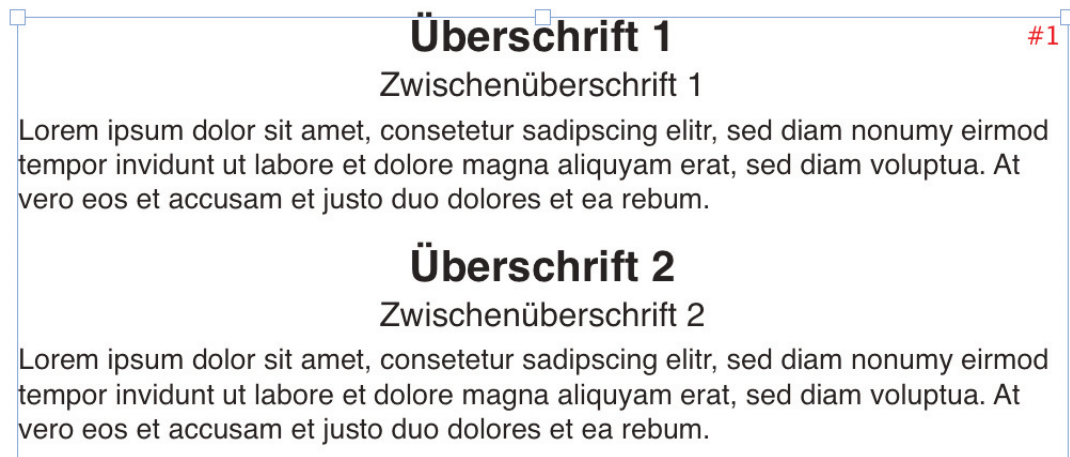 Überschrift 1
#1
Zwischenüberschrift 1
Lorem ipsum dolor sit amet, consetetur sadipscing elitr, sed diam nonumy eirmod
tempor invidunt ut labore et dolore magna aliquyam erat, sed diam voluptua. At
vero eos et accusam et justo duo dolores et ea rebum.
Überschrift 2
Zwischenüberschrift 2
Lorem ipsum dolor sit amet, consetetur sadipscing elitr, sed diam nonumy eirmod
tempor invidunt ut labore et dolore magna aliquyam erat, sed diam voluptua. At
vero eos et accusam et justo duo dolores et ea rebum.